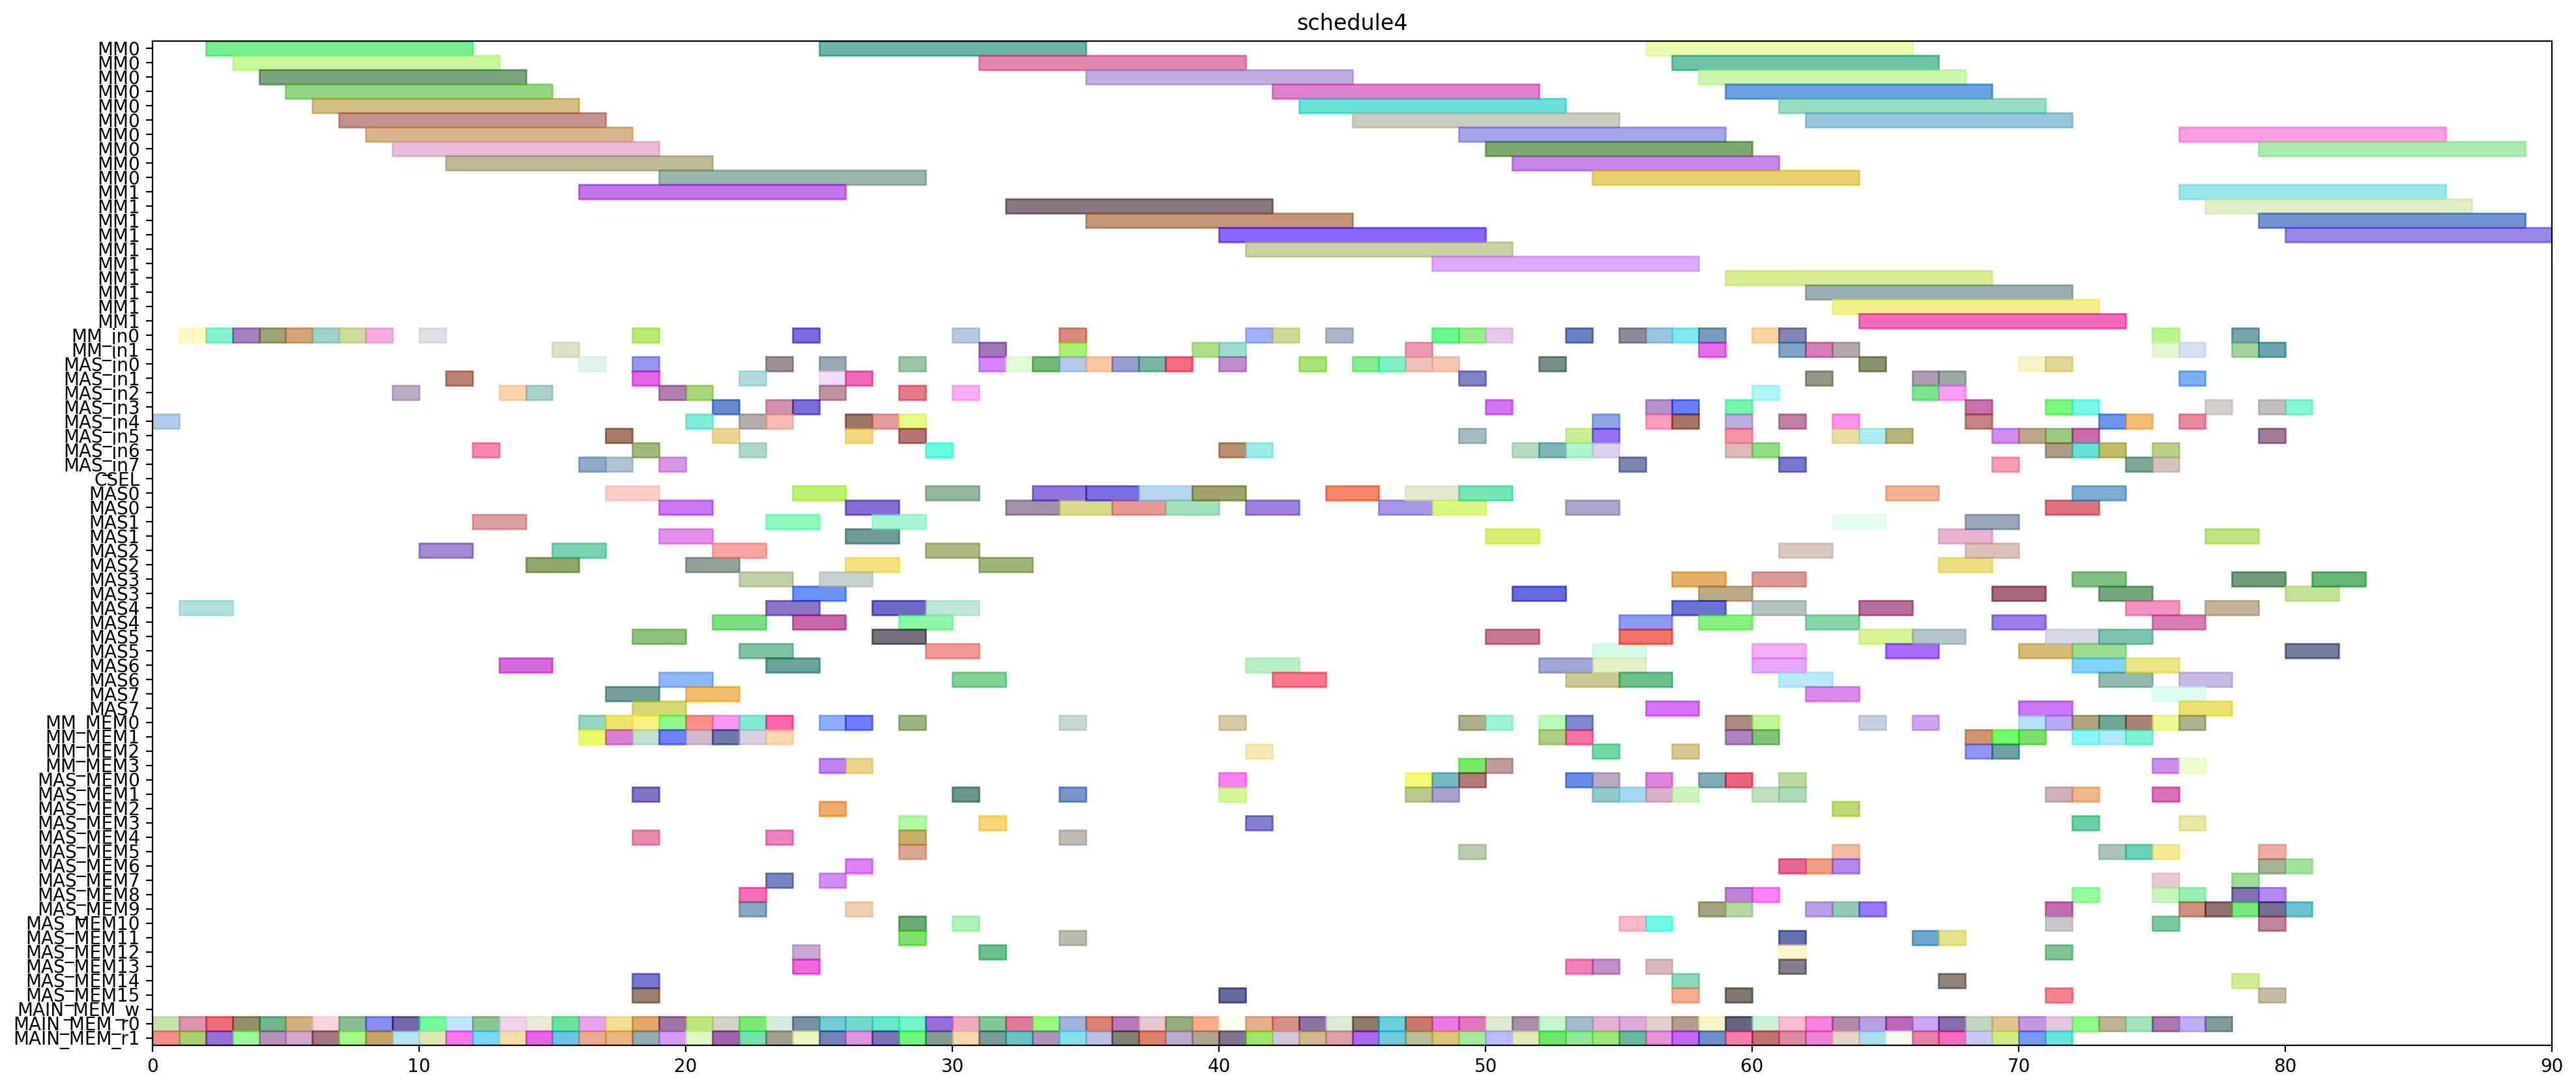 schedule4
MM0
MM0
MM0
MM0
MM0
MM0
MM0
MM0
MM0
MM0
MM1
MM1
MM1
MM1
MM1
MM1
MM1
MM1
MM1
MM1
MM_in0
MM_in1
MAS_in0
MAS_in1
MAS_in2
MAS_in3
MAS_in4
MAS_in5
MAS_in6
MAS_in7
CSEL
MAS0
MAS0
MAS1
MAS1
MAS2
MAS2
MAS3
MAS3
MAS4
MAS4
MAS5
MAS5
MAS6
MAS6
MAS7
MAS7
MM_MEM0
MM_MEM1
MM_MEM2
MM_MEM3
MAS_MEM0
MAS_MEM1
MAS_MEM2
MAS_MEM3
MAS_MEM4
MAS_MEM5
MAS_MEM6
MAS_MEM7
MAS_MEM8
MAS_MEM9
MAS_MEM10
MAS_MEM11
MAS_MEM12
MAS_MEM13
MAS_MEM14
MAS_MEM15
MAIN_MEM_w
MAIN_MEM_r0
MAIN_MEM_r1
0 10 20 30 40 50 60 70 80 90